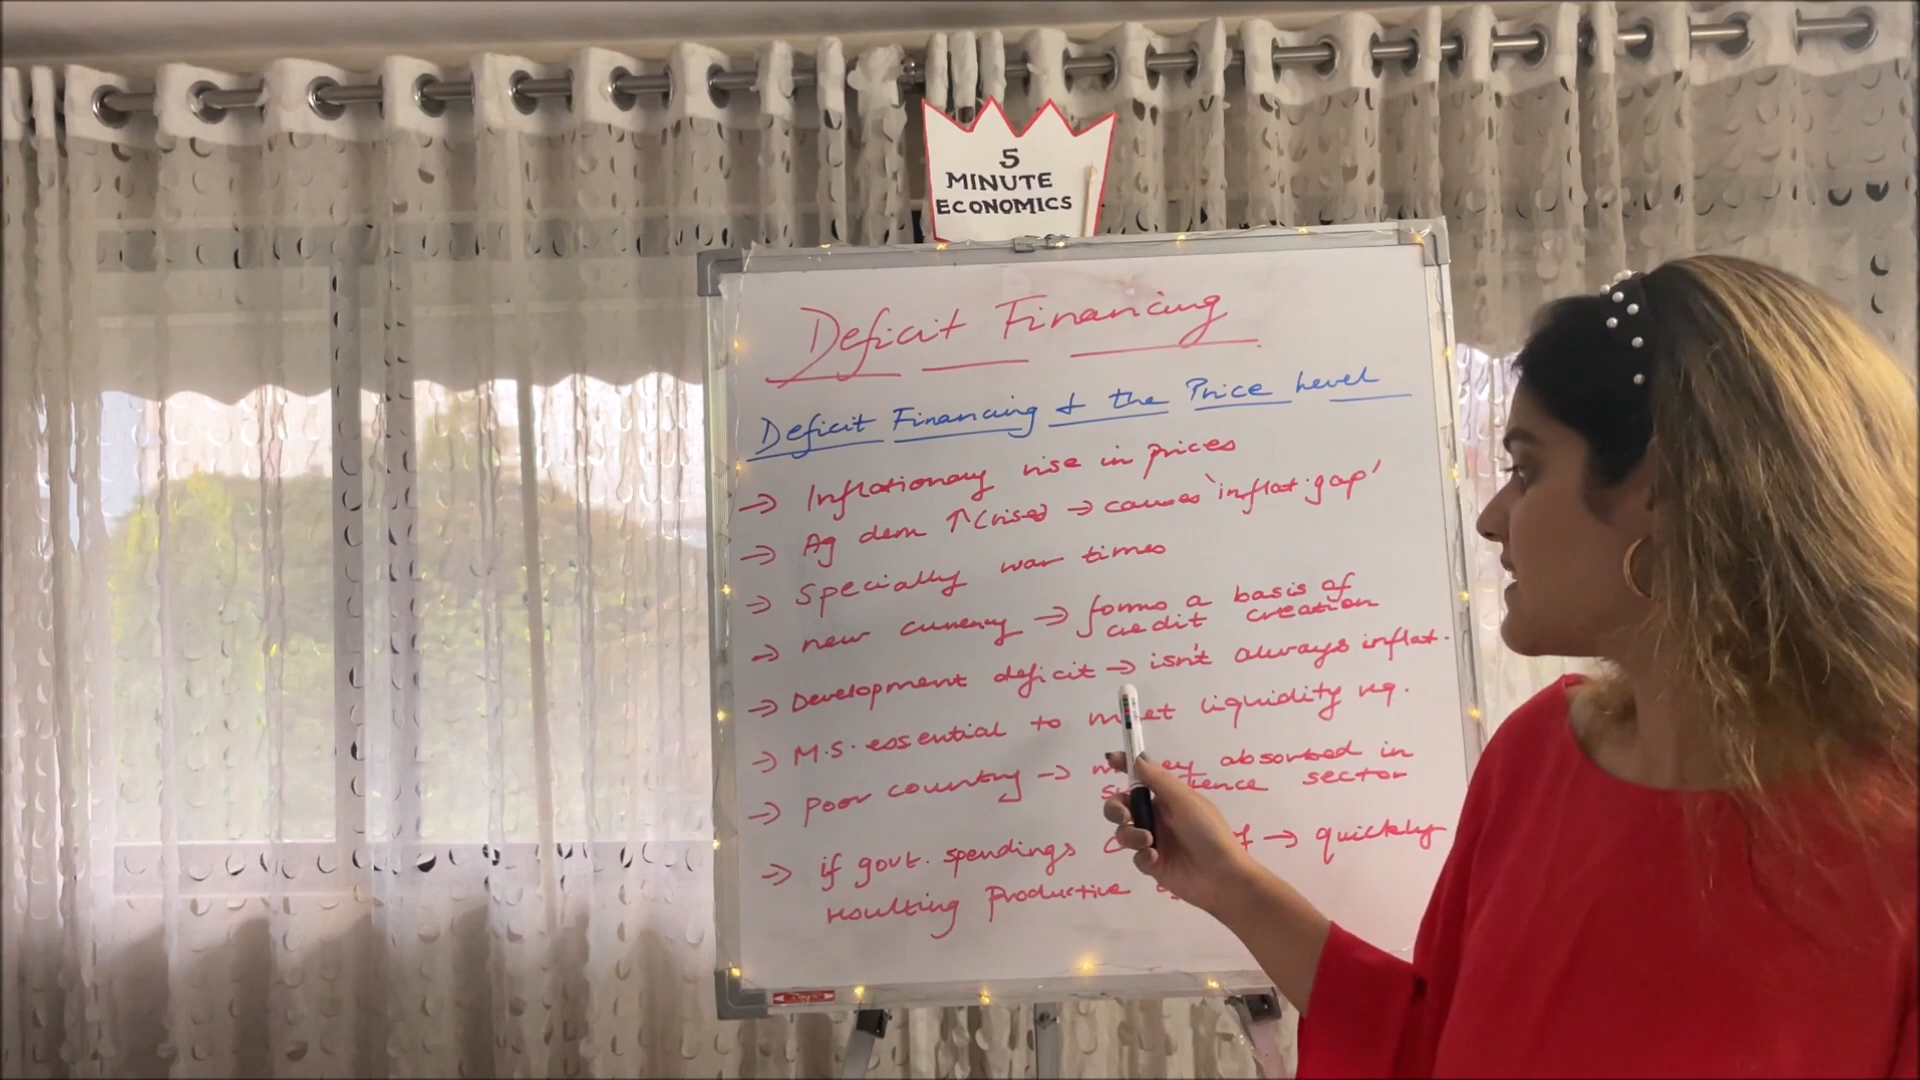 5
MINUTE
ECONOMICS
Deficit Financing
Deficit Financing & the Price Level
→ Inflationary rise in prices
→ Ag dem ↑(rises) → causes 'inflat. gap'
→ Specially war times
→ new currency → forms a basis of
credit creation
→ Development deficit → isn't always inflat.
→ M.S. essential to meet liquidity rq.
→ Poor country → money absorbed in
sector
→ if govt. spendings → quickly
resulting Productive